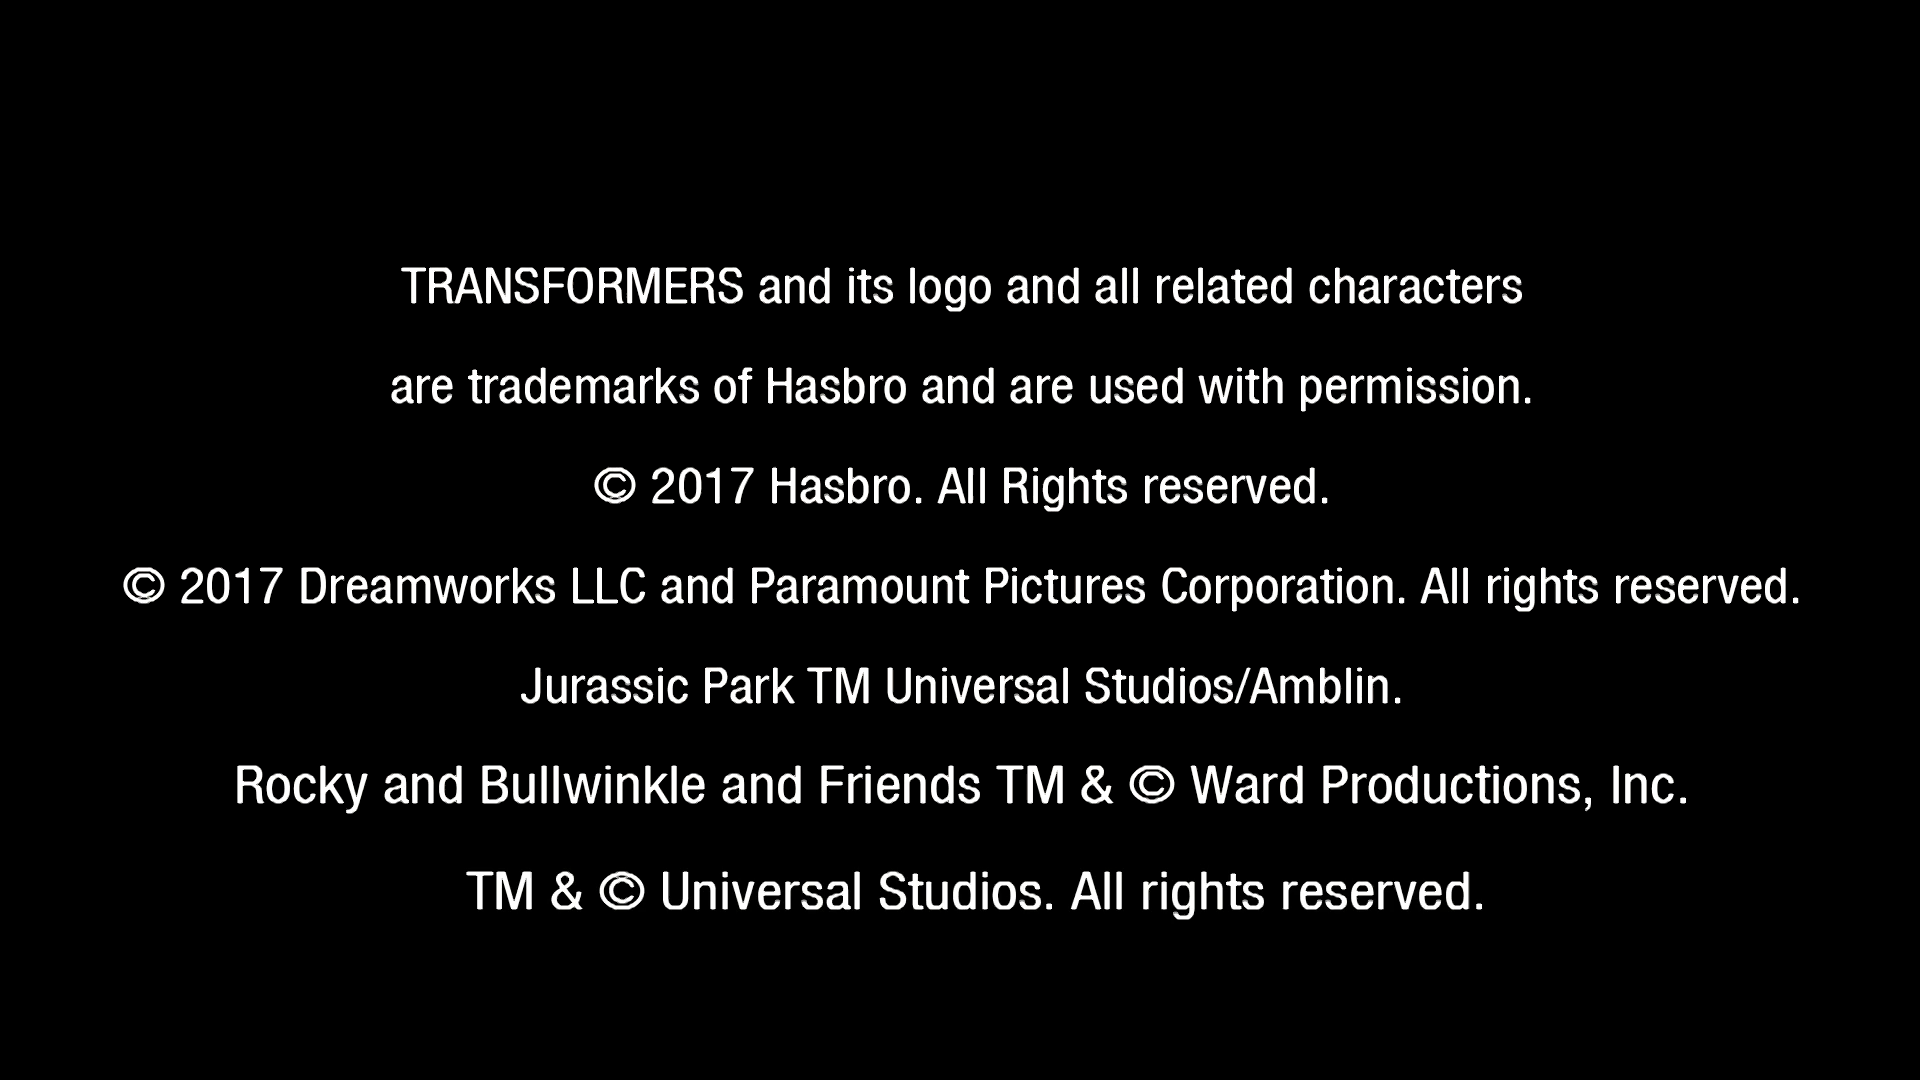 TRANSFORMERS and its logo and all related characters
are trademarks of Hasbro and are used with permission.
© 2017 Hasbro. All Rights reserved.
© 2017 Dreamworks LLC and Paramount Pictures Corporation. All rights reserved.
Jurassic Park TM Universal Studios/Amblin.
Rocky and Bullwinkle and Friends TM & © Ward Productions, Inc.
TM & © Universal Studios. All rights reserved.